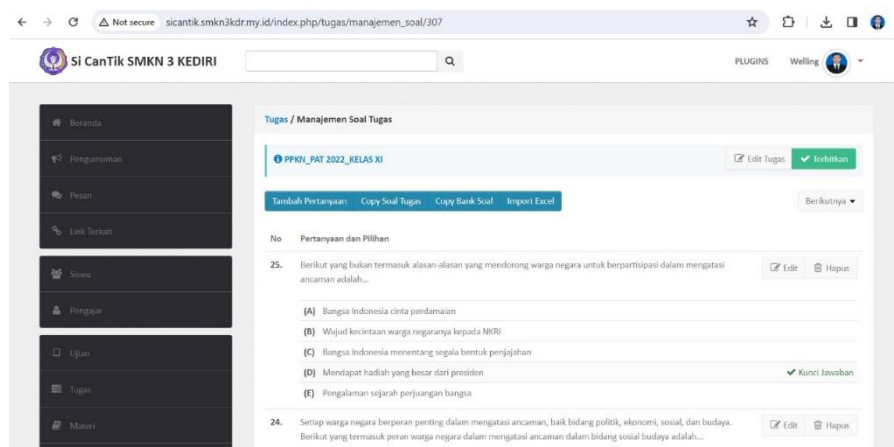 Not secure sicantik.smkn3kdr.my.id/index.php/tugas/manajemen_soal/307
Si CanTik SMKN 3 KEDIRI
PLUGINS Welling
Beranda
Pengumuman
Pesan
Link Terkait
Siswa
Pengajar
Ujian
Tugas
Materi
Tugas / Manajemen Soal Tugas
PPKN_PAT 2022_KELAS XI
Edit Tugas Terbitkan
Tambah Pertanyaan Copy Soal Tugas Copy Bank Soal Import Excel
Berikutnya
No Pertanyaan dan Pilihan
25. Berikut yang bukan termasuk alasan-alasan yang mendorong warga negara untuk berpartisipasi dalam mengatasi
ancaman adalah...
Edit Hapus
(A) Bangsa Indonesia cinta perdamaian
(B) Wujud kecintaan warga negaranya kepada NKRI
(C) Bangsa Indonesia menentang segala bentuk penjajahan
(D) Mendapat hadiah yang besar dari presiden Kunci Jawaban
(E) Pengalaman sejarah perjuangan bangsa
24. Setiap warga negara berperan penting dalam mengatasi ancaman, baik bidang politik, ekonomi, sosial, dan budaya.
Berikut yang termasuk peran warga negara dalam mengatasi ancaman dalam bidang sosial budaya adalah...
Edit Hapus